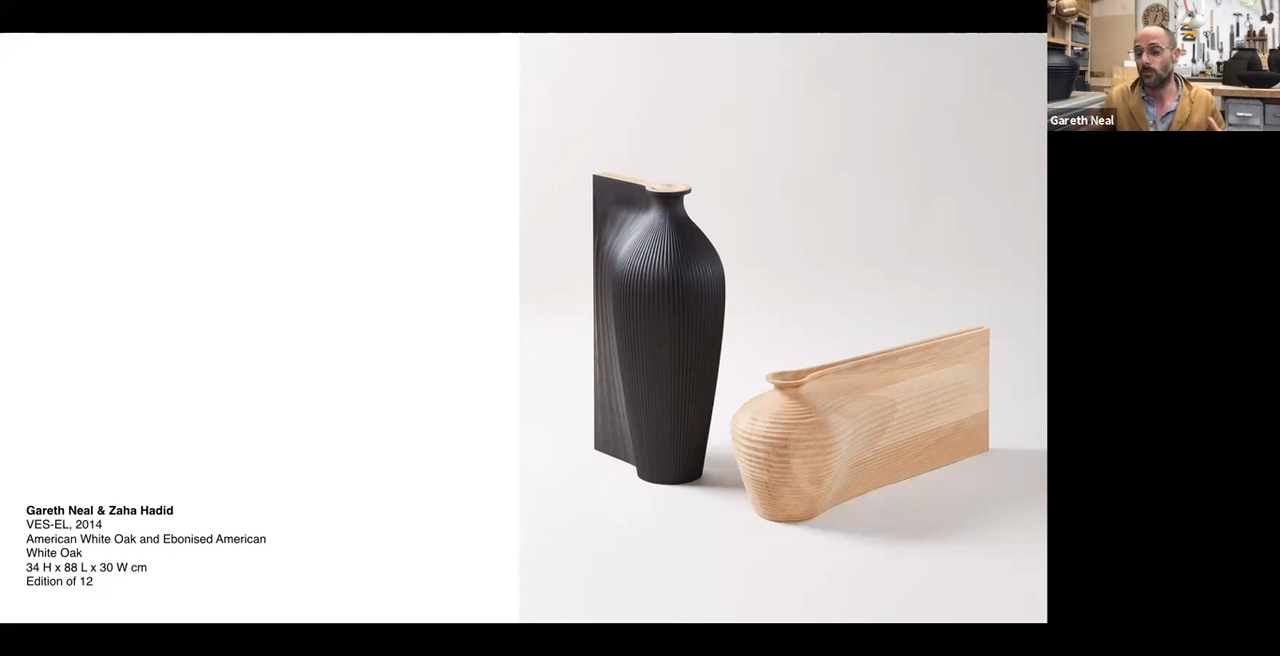 Gareth Neal & Zaha Hadid
VES-EL, 2014
American White Oak and Ebonised American
White Oak
34 H x 88 L x 30 W cm
Edition of 12
Gareth Neal